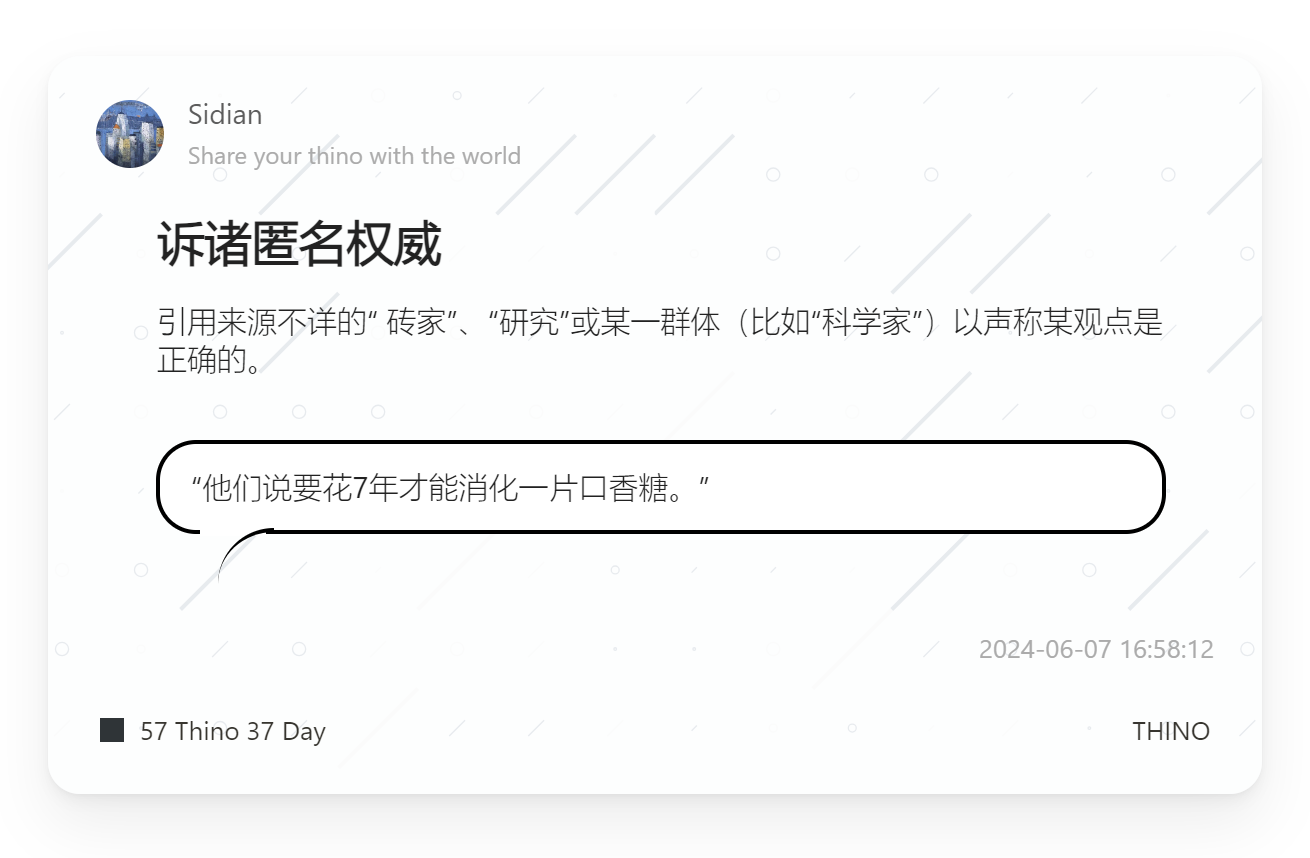 Sidian
Share your thino with the world
诉诸匿名权威
引用来源不详的“ 砖家”、“研究”或某一群体（比如“科学家”）以声称某观点是
正确的。
“他们说要花7年才能消化一片口香糖。”
2024-06-07 16:58:12
57 Thino 37 Day
THINO